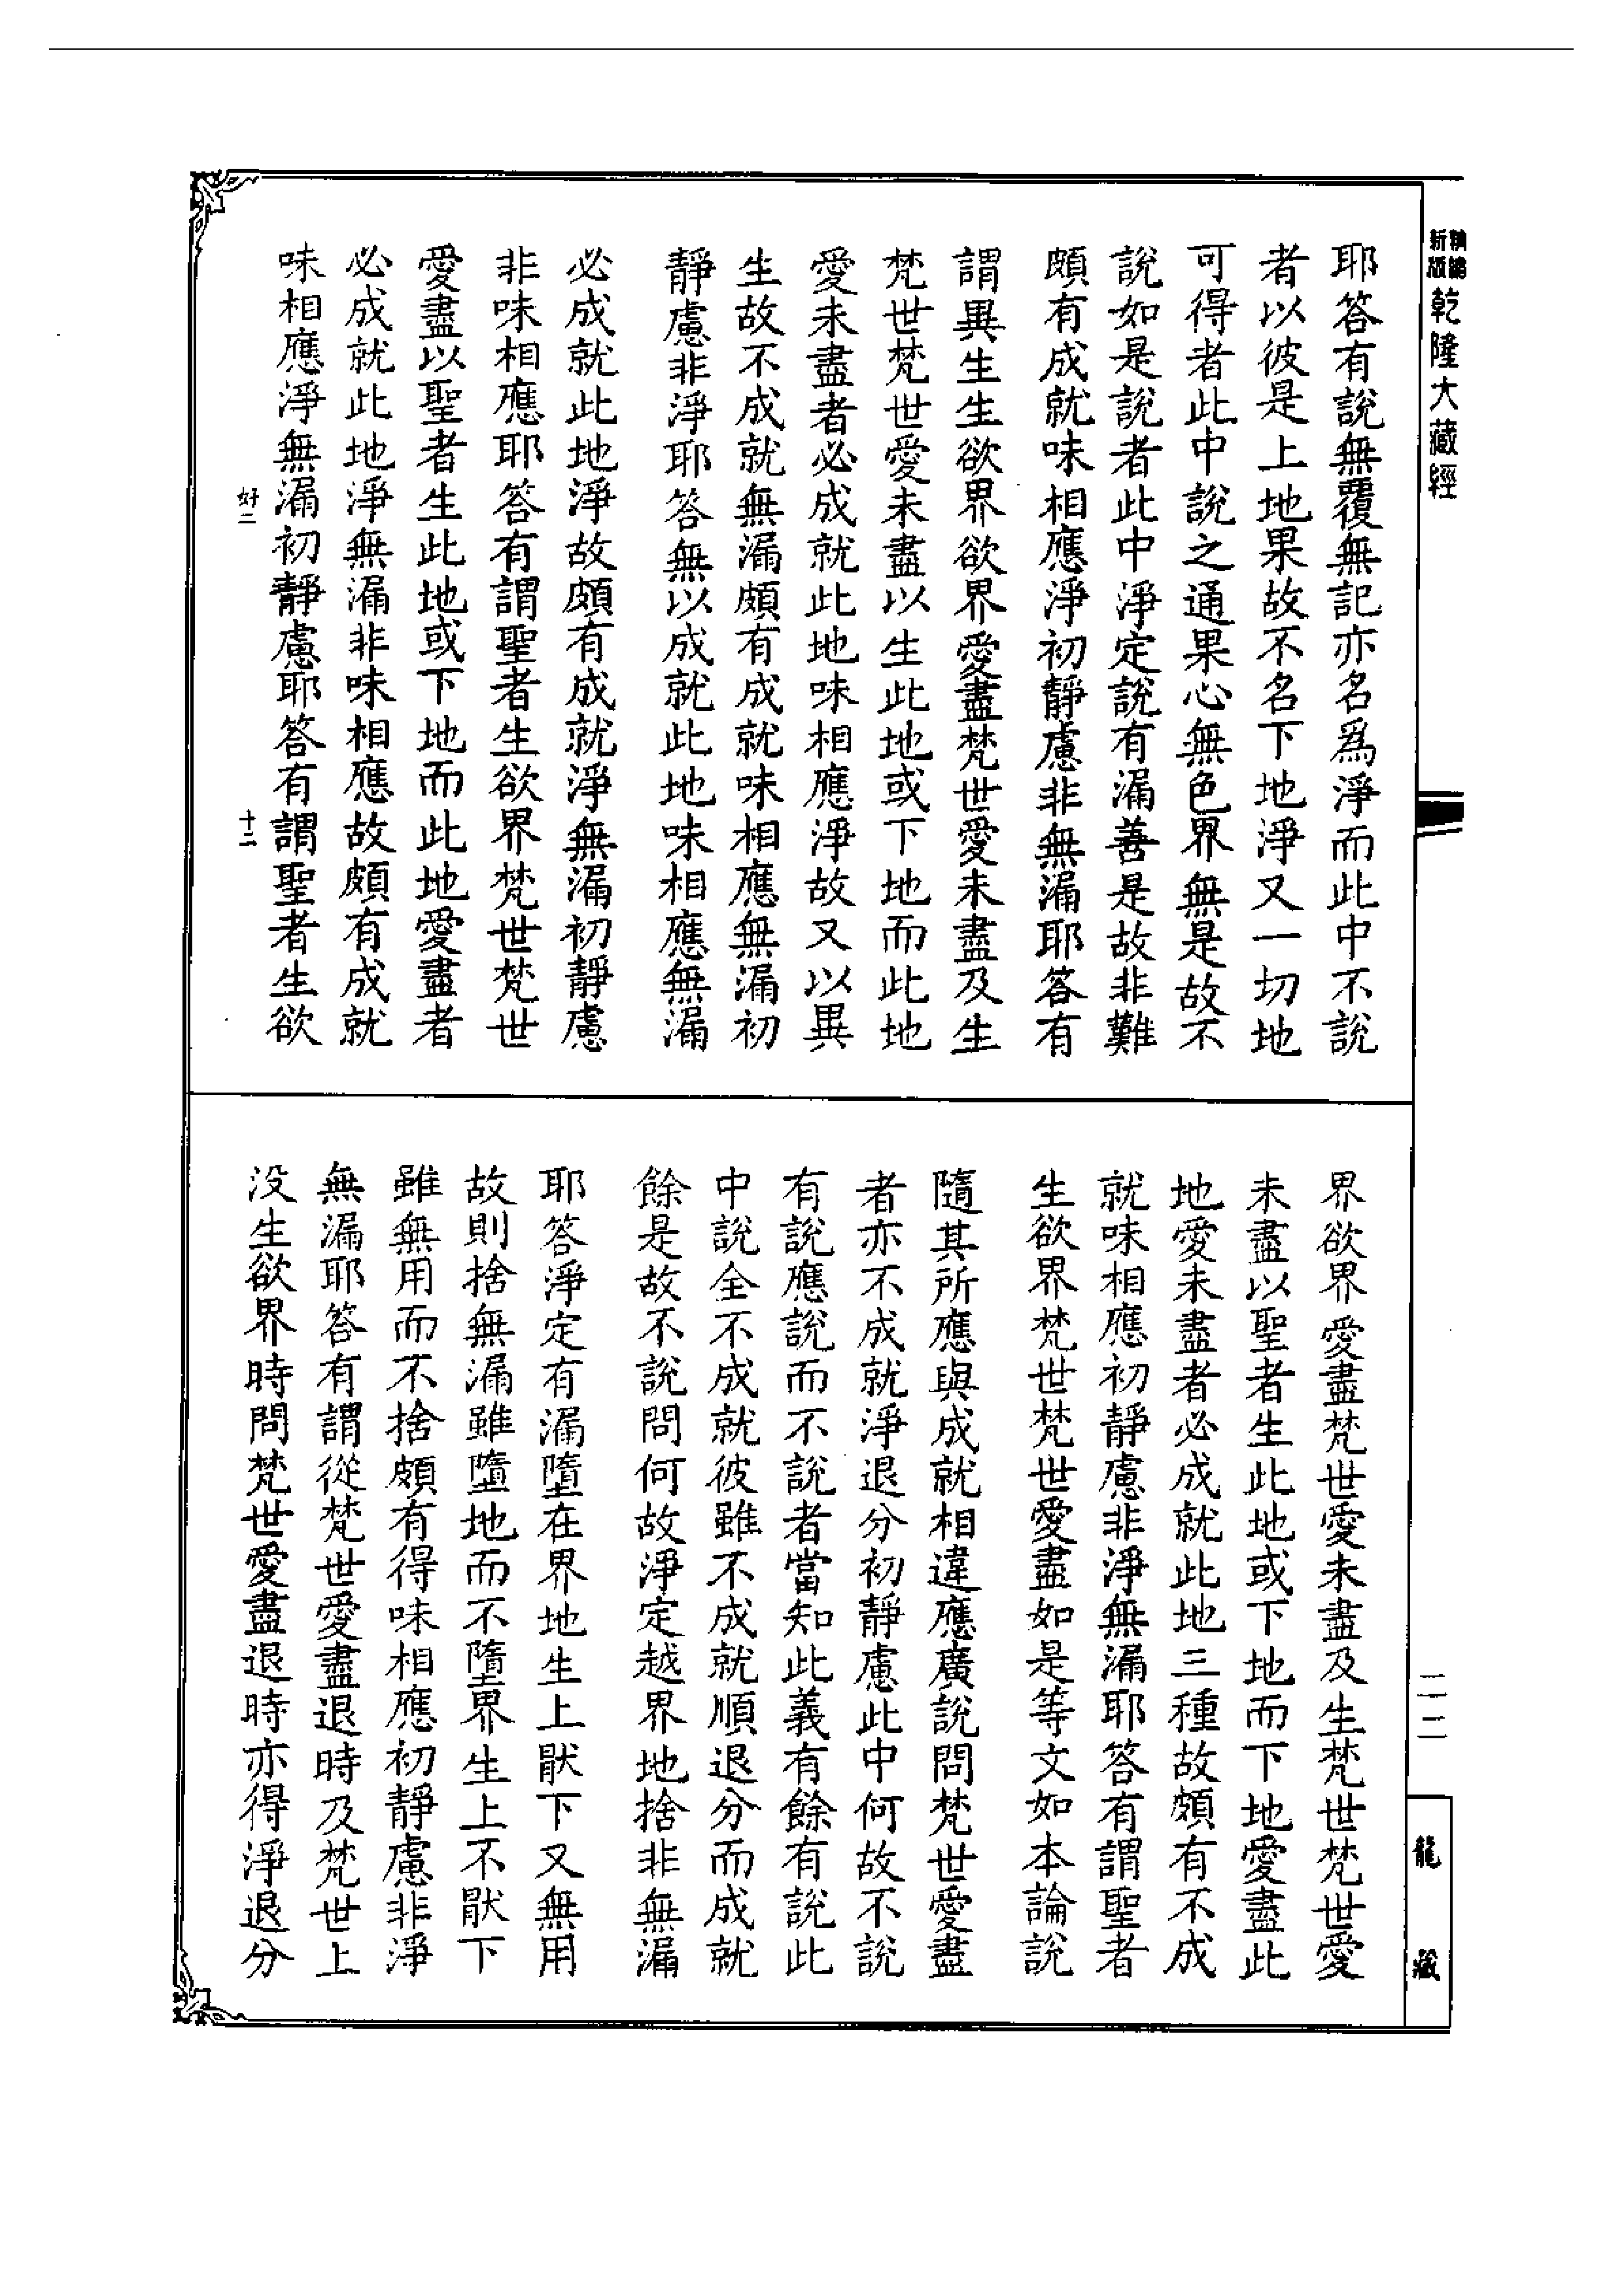 精編
新版
乾隆大藏經
耶答有說無覆無記亦名爲淨而此中不說
者以彼是上地果故不名下地淨又一切地
可得者此中說之通果心無色界無是故不
說如是說者此中淨定說有漏善是故非難
頗有成就味相應淨初靜慮非無漏耶答有
謂異生生欲界欲界愛盡梵世愛未盡及生
梵世梵世愛未盡以生此地或下地而此地
愛未盡者必成就此地味相應淨故又以異
生故不成就無漏頗有成就味相應無漏初
靜慮非淨耶答無以成就此地味相應無漏
必成就此地淨故頗有成就淨無漏初靜慮
非味相應耶答有謂聖者生欲界梵世梵世
愛盡以聖者生此地或下地而此地愛盡者
必成就此地淨無漏非味相應故頗有成就
味相應淨無漏初靜慮耶答有謂聖者生欲
好二
十二
界欲界愛盡梵世愛未盡及生梵世梵世愛
未盡以聖者生此地或下地而下地愛盡此
地愛未盡者必成就此地三種故頗有不成
就味相應初靜慮非淨無漏耶答有謂聖者
生欲界梵世梵世愛盡如是等文如本論說
隨其所應與成就相違應廣說問梵世愛盡
者亦不成就淨退分初靜慮此中何故不說
有說應說而不說者當知此義有餘有說此
中說全不成就彼雖不成就順退分而成就
餘是故不說問何故淨定越界地捨非無漏
耶答淨定有漏墮在界地生上厭下又無用
故則捨無漏雖墮地而不墮界生上不厭下
雖無用而不捨頗有得味相應初靜慮非淨
無漏耶答有謂從梵世愛盡退時及梵世上
没生欲界時問梵世愛盡退時亦得淨退分
二二
龍藏